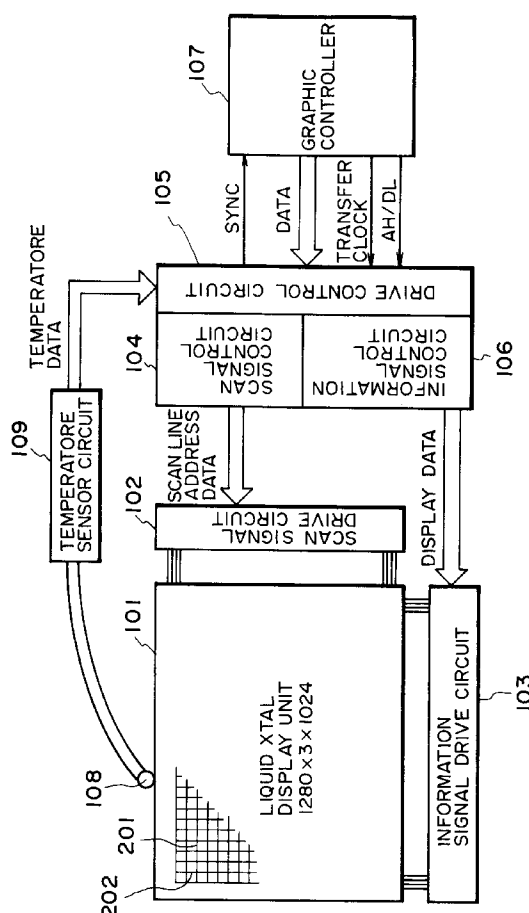 107
GRAPHIC
CONTROLLER
SYNC
DATA
TRANSFER
CLOCK
AH/DL
105
DRIVE CONTROL CIRCUIT
TEMPERATORE
DATA
104
SCAN
SIGNAL
CONTROL
CIRCUIT
INFORMATION
SIGNAL
CONTROL
CIRCUIT
106
109
TEMPERATORE
SENSOR CIRCUIT
SCAN LINE
ADDRESS
DATA
DISPLAY DATA
102
SCAN SIGNAL
DRIVE CIRCUIT
101
LIQUID XTAL
DISPLAY UNIT
1280×3×1024
108
201
202
INFORMATION
SIGNAL DRIVE CIRCUIT
103